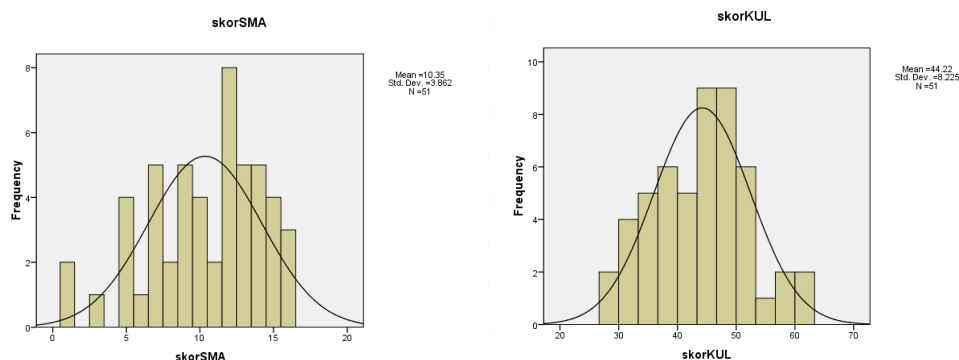 skorSMA
Mean =10.35
Std. Dev. =3.862
N =51
Frequency
8
6
4
2
0
0
5
10
15
20
skorSMA
skorKUL
Mean =44.22
Std. Dev. =8.225
N =51
Frequency
10
8
6
4
2
0
20
30
40
50
60
70
skorKUL